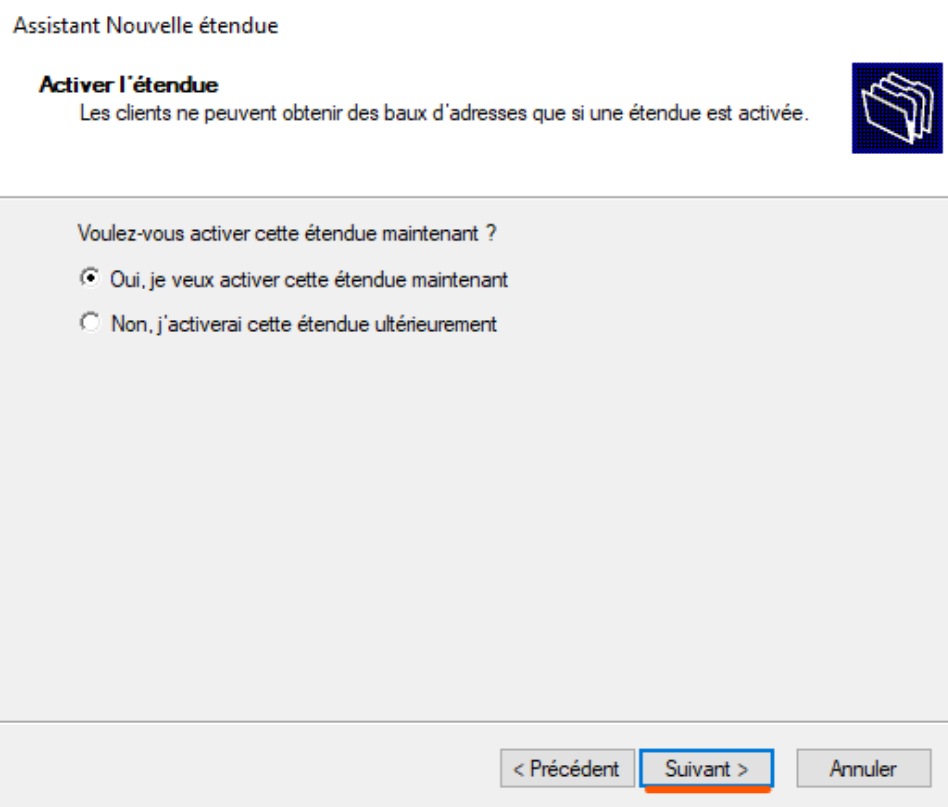 Assistant Nouvelle étendue
Activer l'étendue
Les clients ne peuvent obtenir des baux d'adresses que si une étendue est activée.
Voulez-vous activer cette étendue maintenant ?
Oui, je veux activer cette étendue maintenant
Non, j'activerai cette étendue ultérieurement
< Précédent Suivant > Annuler